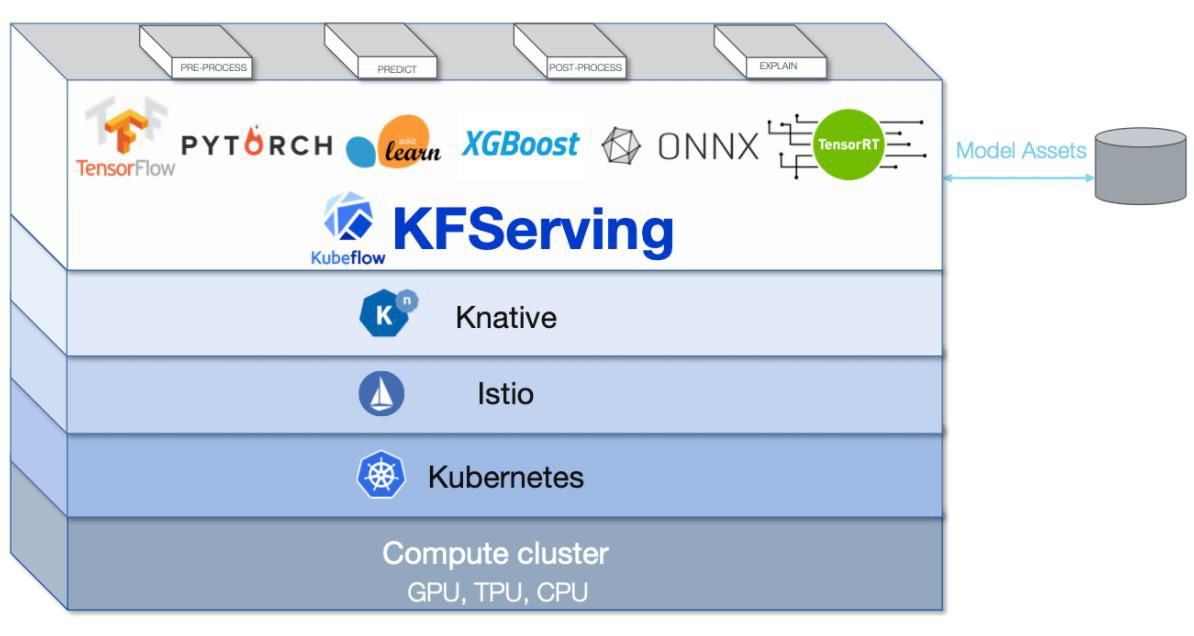 PRE-PROCESS
PREDICT
POST-PROCESS
EXPLAIN
TensorFlow
PYTORCH
scikit
learn
XGBoost
ONNX
TensorRT
Model Assets
Kubeflow
KFServing
K n
Knative
Istio
Kubernetes
Compute cluster
GPU, TPU, CPU